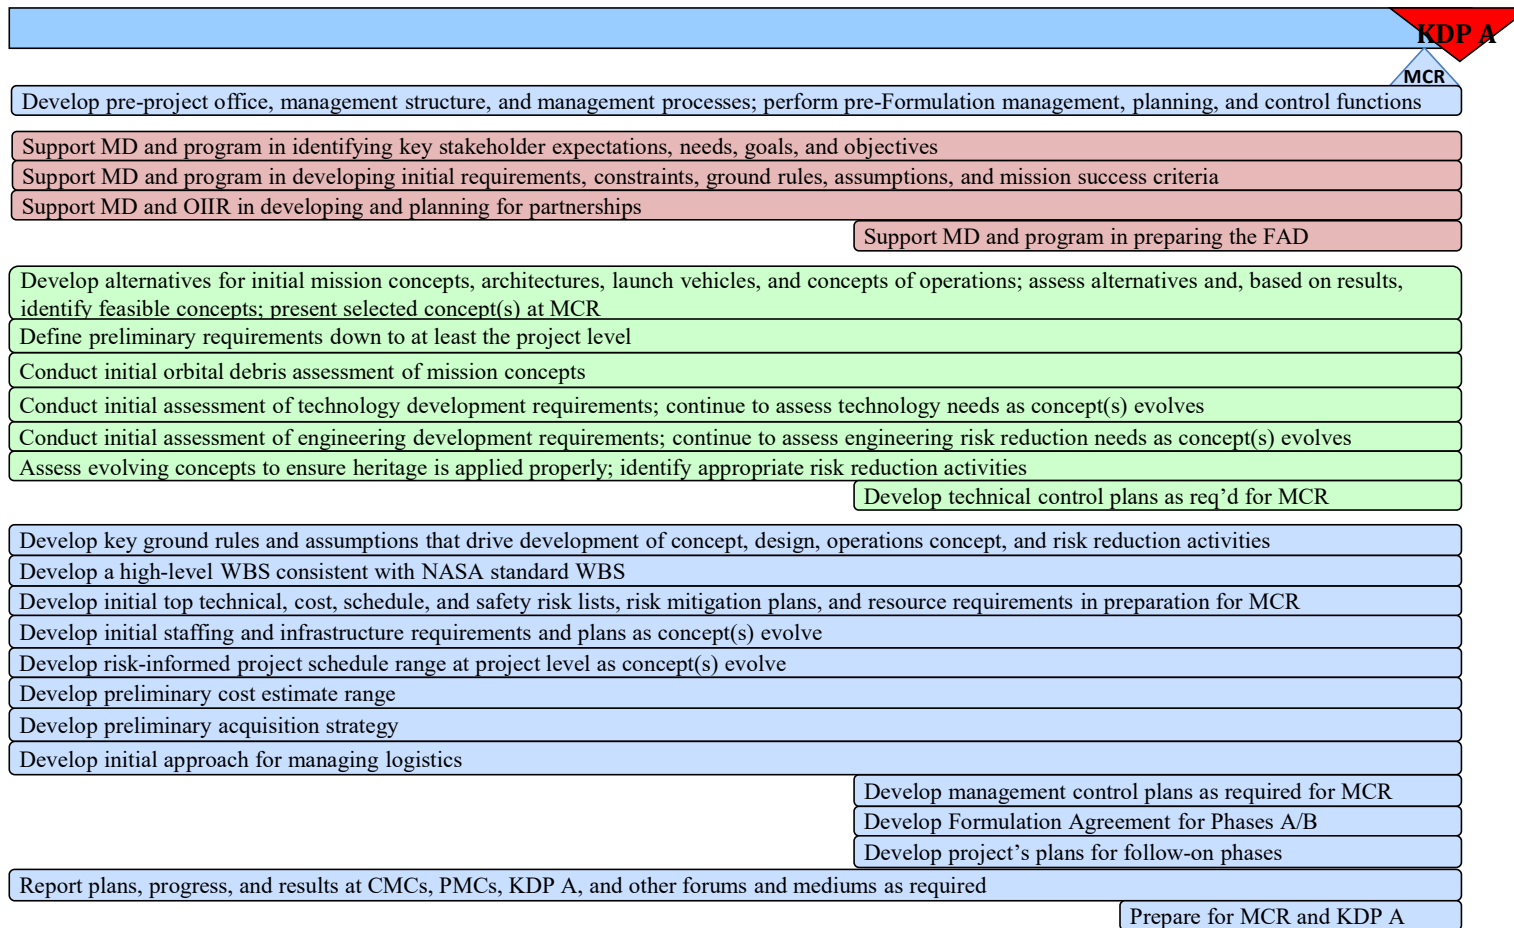 KDP A
MCR
Develop pre-project office, management structure, and management processes; perform pre-Formulation management, planning, and control functions
Support MD and program in identifying key stakeholder expectations, needs, goals, and objectives
Support MD and program in developing initial requirements, constraints, ground rules, assumptions, and mission success criteria
Support MD and OIIR in developing and planning for partnerships
Support MD and program in preparing the FAD
Develop alternatives for initial mission concepts, architectures, launch vehicles, and concepts of operations; assess alternatives and, based on results,
identify feasible concepts; present selected concept(s) at MCR
Define preliminary requirements down to at least the project level
Conduct initial orbital debris assessment of mission concepts
Conduct initial assessment of technology development requirements; continue to assess technology needs as concept(s) evolves
Conduct initial assessment of engineering development requirements; continue to assess engineering risk reduction needs as concept(s) evolves
Assess evolving concepts to ensure heritage is applied properly; identify appropriate risk reduction activities
Develop technical control plans as req’d for MCR
Develop key ground rules and assumptions that drive development of concept, design, operations concept, and risk reduction activities
Develop a high-level WBS consistent with NASA standard WBS
Develop initial top technical, cost, schedule, and safety risk lists, risk mitigation plans, and resource requirements in preparation for MCR
Develop initial staffing and infrastructure requirements and plans as concept(s) evolve
Develop risk-informed project schedule range at project level as concept(s) evolve
Develop preliminary cost estimate range
Develop preliminary acquisition strategy
Develop initial approach for managing logistics
Develop management control plans as required for MCR
Develop Formulation Agreement for Phases A/B
Develop project’s plans for follow-on phases
Report plans, progress, and results at CMCs, PMCs, KDP A, and other forums and mediums as required
Prepare for MCR and KDP A